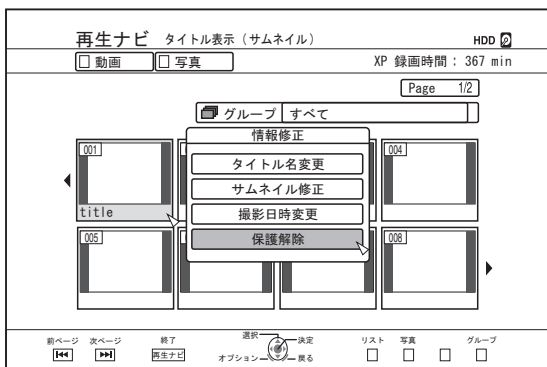 再生ナビ タイトル表示（サムネイル） HDD
動画 写真 XP 録画時間： 367 min
Page 1/2
グループ すべて
情報修正
タイトル名変更
サムネイル修正
撮影日時変更
保護解除
001 004
title
005 008
前ページ 次ページ 終了 選択 決定 リスト 写真 グループ
再生ナビ オプション 戻る